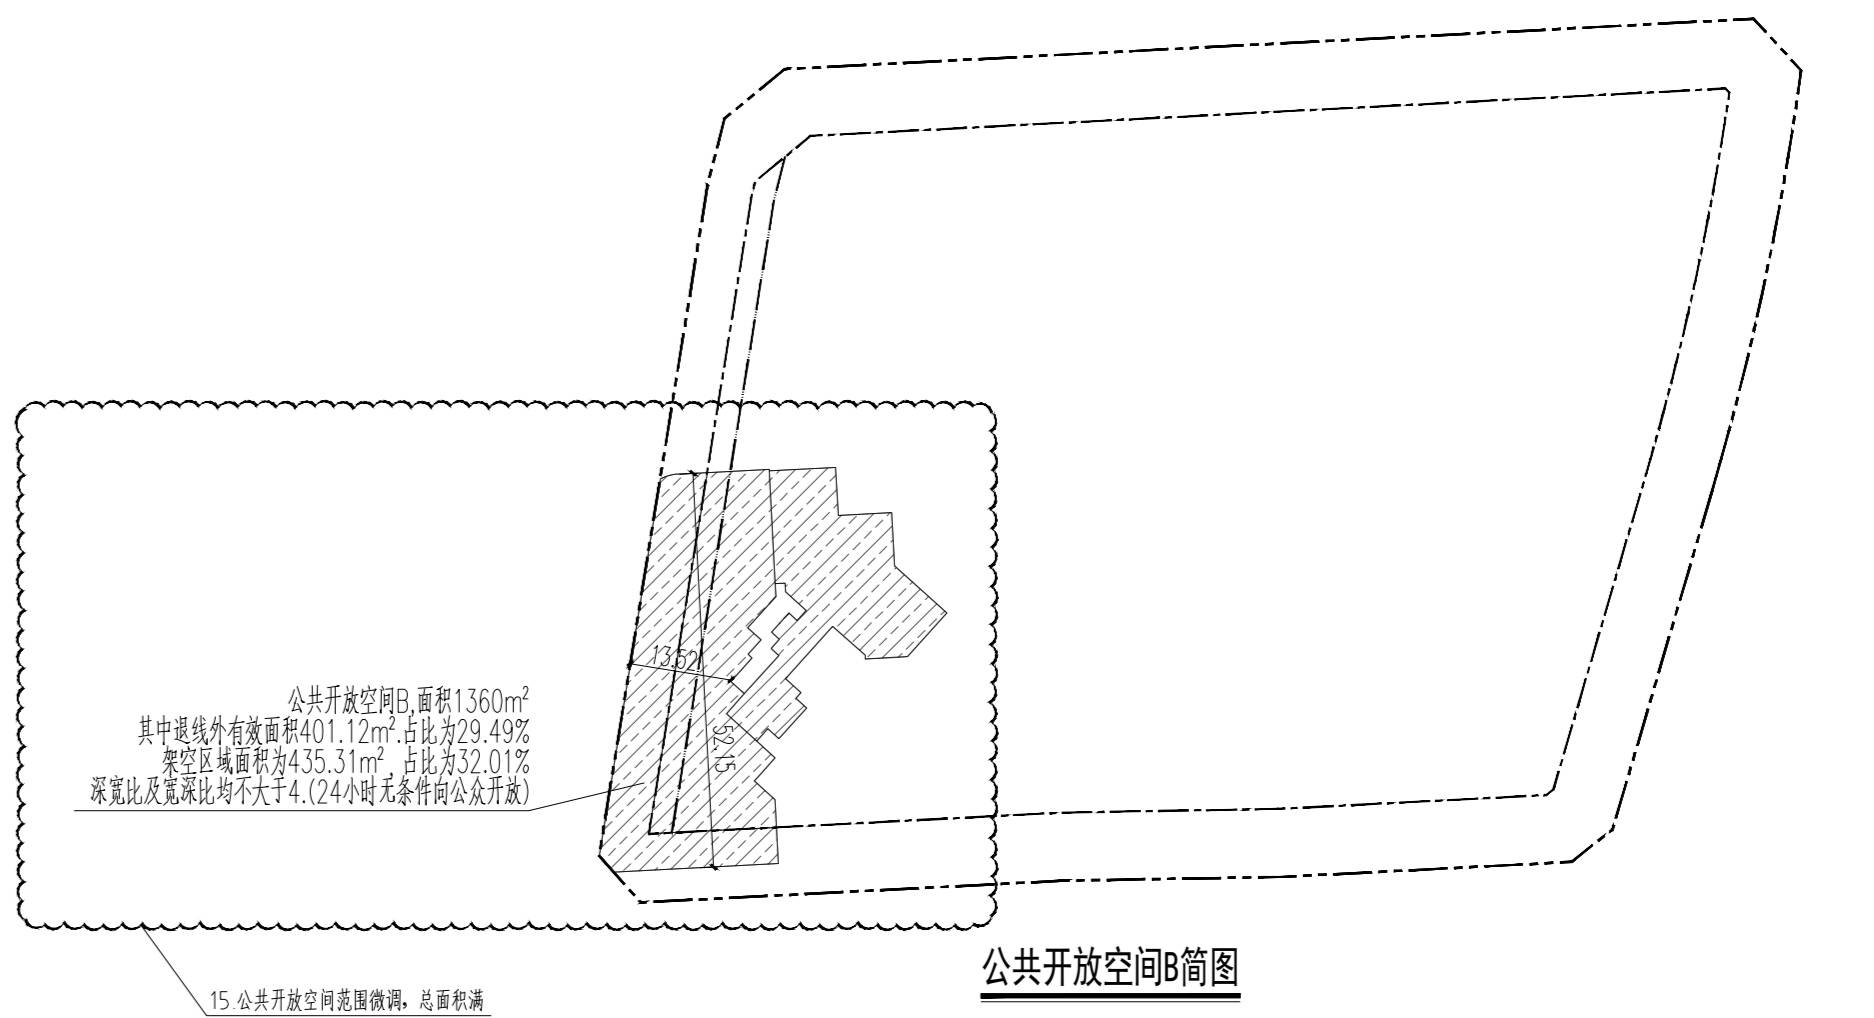 13.52
公共开放空间B,面积1360m²
其中退线外有效面积401.12m².占比为29.49%
52.15
架空区域面积为435.31m², 占比为32.01%
深宽比及宽深比均不大于4.(24小时无条件向公众开放)
公共开放空间B简图
15.公共开放空间范围微调，总面积满